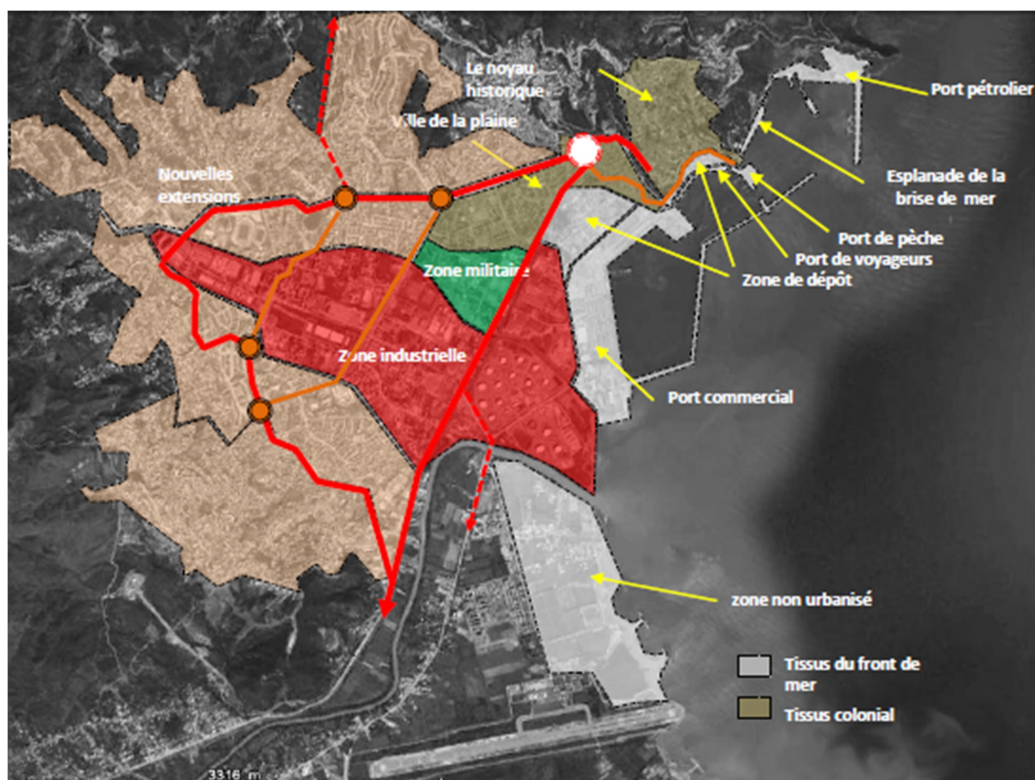 Le noyau
historique
Ville de la plaine
Port pétrolier
Nouvelles
extensions
Esplanade de la
brise de mer
Port de pèche
Port de voyageurs
Zone de dépôt
Zone militaire
Zone industrielle
Port commercial
zone non urbanisé
Tissus du front de
mer
Tissus colonial
3316 m